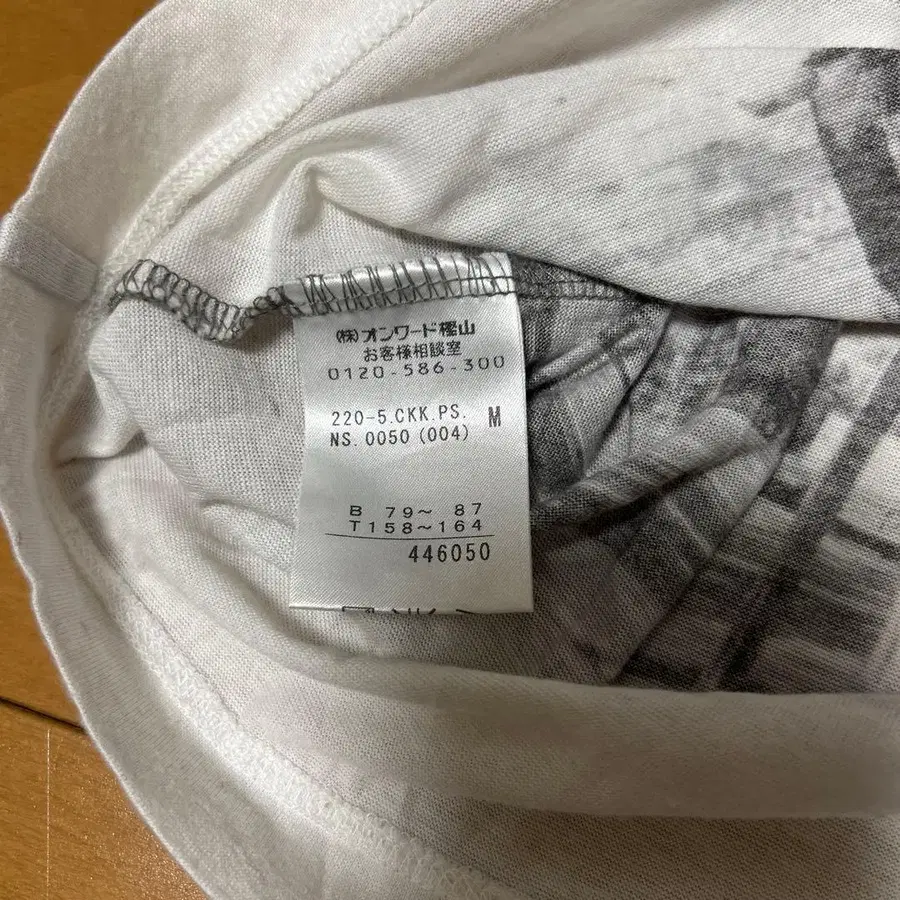 (株)オンワード樫山
お客様相談室
0120-586-300
220-5.CKK.PS. M
NS.0050(004)
B 79~ 87
T158~164
446050